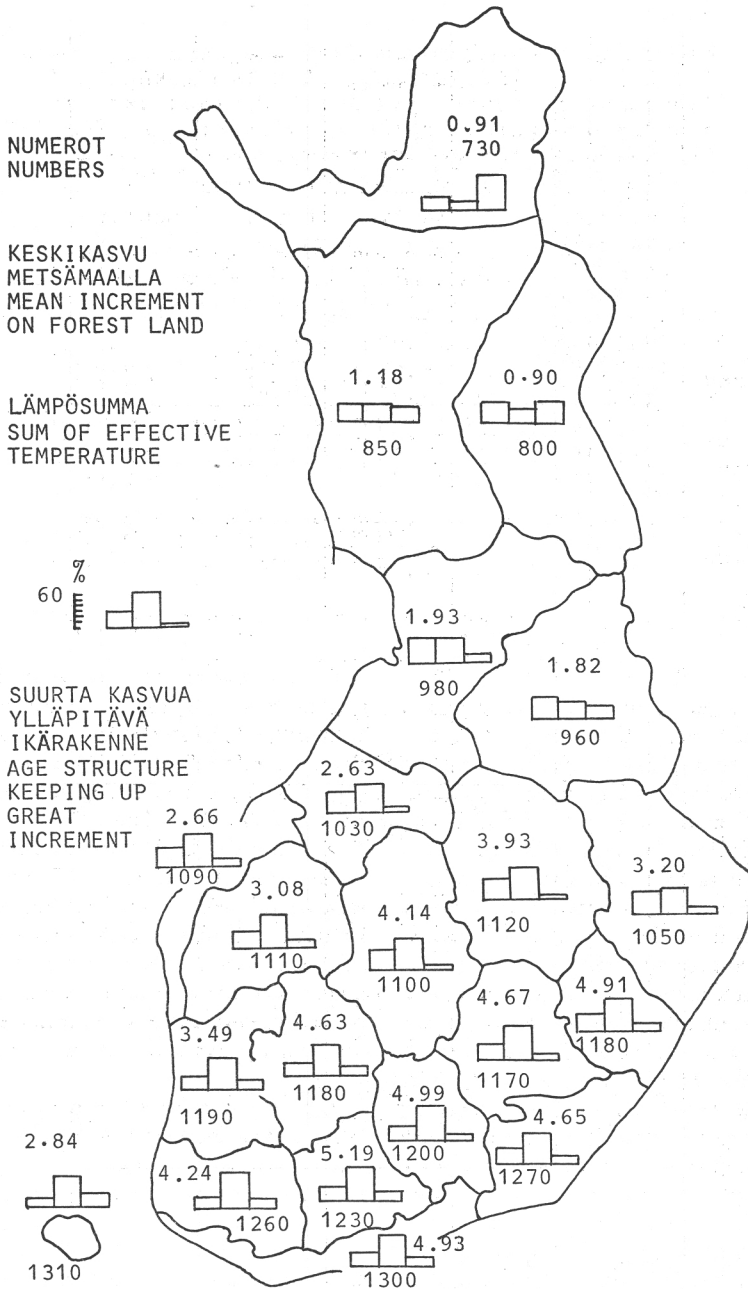 0.91
730
NUMEROT
NUMBERS
KESKIKASVU
METSÄMAALLA
MEAN INCREMENT
ON FOREST LAND
1.18
0.90
LÄMPÖSUMMA
SUM OF EFFECTIVE
TEMPERATURE
850
800
%
60
1.93
980
1.82
960
SUURTA KASVUA
YLLÄPITÄVÄ
IKÄRAKENNE
AGE STRUCTURE
KEEPING UP
GREAT
INCREMENT
2.63
1030
2.66
1090
3.93
1120
3.20
1050
3.08
1110
4.14
1100
4.67
1170
4.91
1180
3.49
1190
4.63
1180
4.99
1200
4.65
1270
2.84
1310
4.24
1260
5.19
1230
4.93
1300